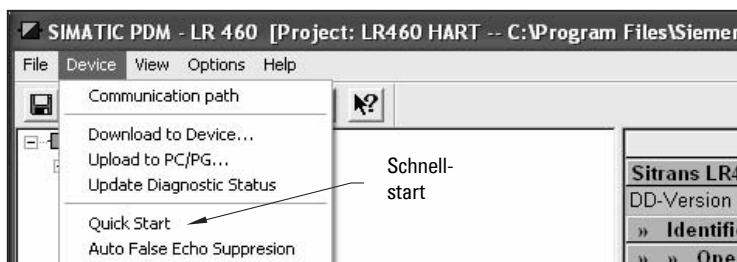 SIMATIC PDM - LR 460 [Project: LR460 HART -- C:\Program Files\Siemen
File Device View Options Help
Communication path
Download to Device...
Upload to PC/PG...
Update Diagnostic Status
Quick Start
Auto False Echo Suppresion
Schnell-
start
Sitrans LR4
DD-Version
» Identifi
» » Ope